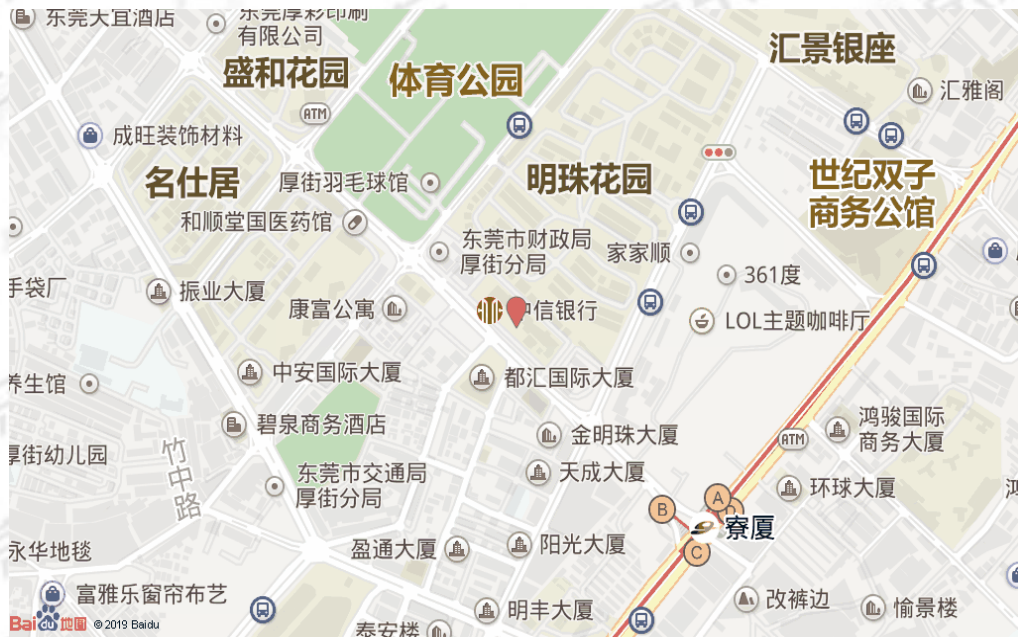 东莞大宜酒店
东莞厚彩印刷
有限公司
盛和花园
体育公园
汇景银座
汇雅阁
ATM
成旺装饰材料
名仕居
厚街羽毛球馆
明珠花园
世纪双子
商务公馆
和顺堂国医药馆
东莞市财政局
厚街分局
家家顺
361度
手袋厂
振业大厦
康富公寓
中信银行
LOL主题咖啡厅
养生馆
中安国际大厦
都汇国际大厦
碧泉商务酒店
金明珠大厦
鸿骏国际
商务大厦
ATM
厚街幼儿园
竹中路
东莞市交通局
厚街分局
天成大厦
环球大厦
鸿
A
B
D
C
寮厦
永华地毯
盈通大厦
阳光大厦
富雅乐窗帘布艺
明丰大厦
改裤边
愉景楼
泰安楼
Bai du 地图 © 2019 Baidu